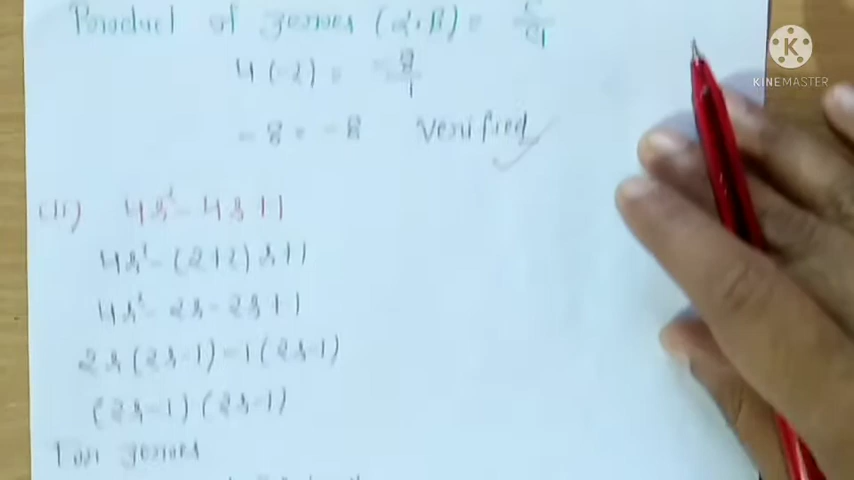 Product of zeroes (α·β) = c/a
4(-2) = -8/1
-8 = -8 verified ✓
(ii) 4s² - 4s + 1
4s² - (2+2)s + 1
4s² - 2s - 2s + 1
2s(2s-1) - 1(2s-1)
(2s-1)(2s-1)
For zeroes
K
KINEMASTER